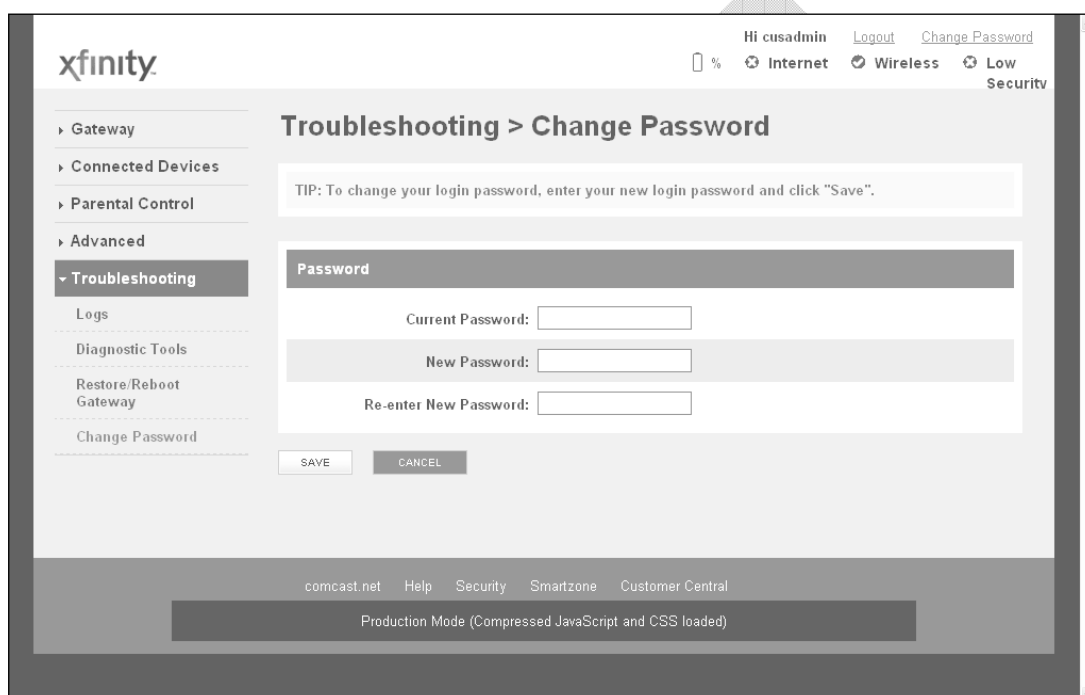 Hi cusadmin Logout Change Password
xfinity.
% Internet Wireless Low Security
Gateway
Connected Devices
Parental Control
Advanced
Troubleshooting
Logs
Diagnostic Tools
Restore/Reboot
Gateway
Change Password
Troubleshooting > Change Password
TIP: To change your login password, enter your new login password and click "Save".
Password
Current Password:
New Password:
Re-enter New Password:
SAVE CANCEL
comcast.net Help Security Smartzone Customer Central
Production Mode (Compressed JavaScript and CSS loaded)